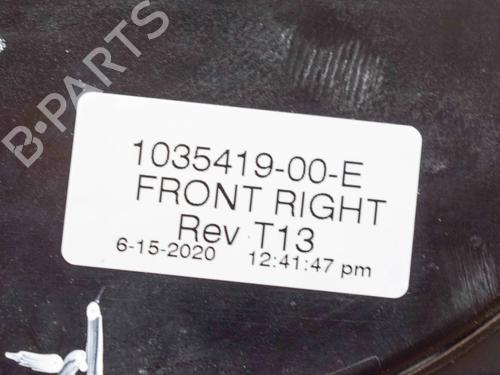 B-PARTS
1035419-00-E
FRONT RIGHT
Rev T13
6-15-2020 12:41:47 pm